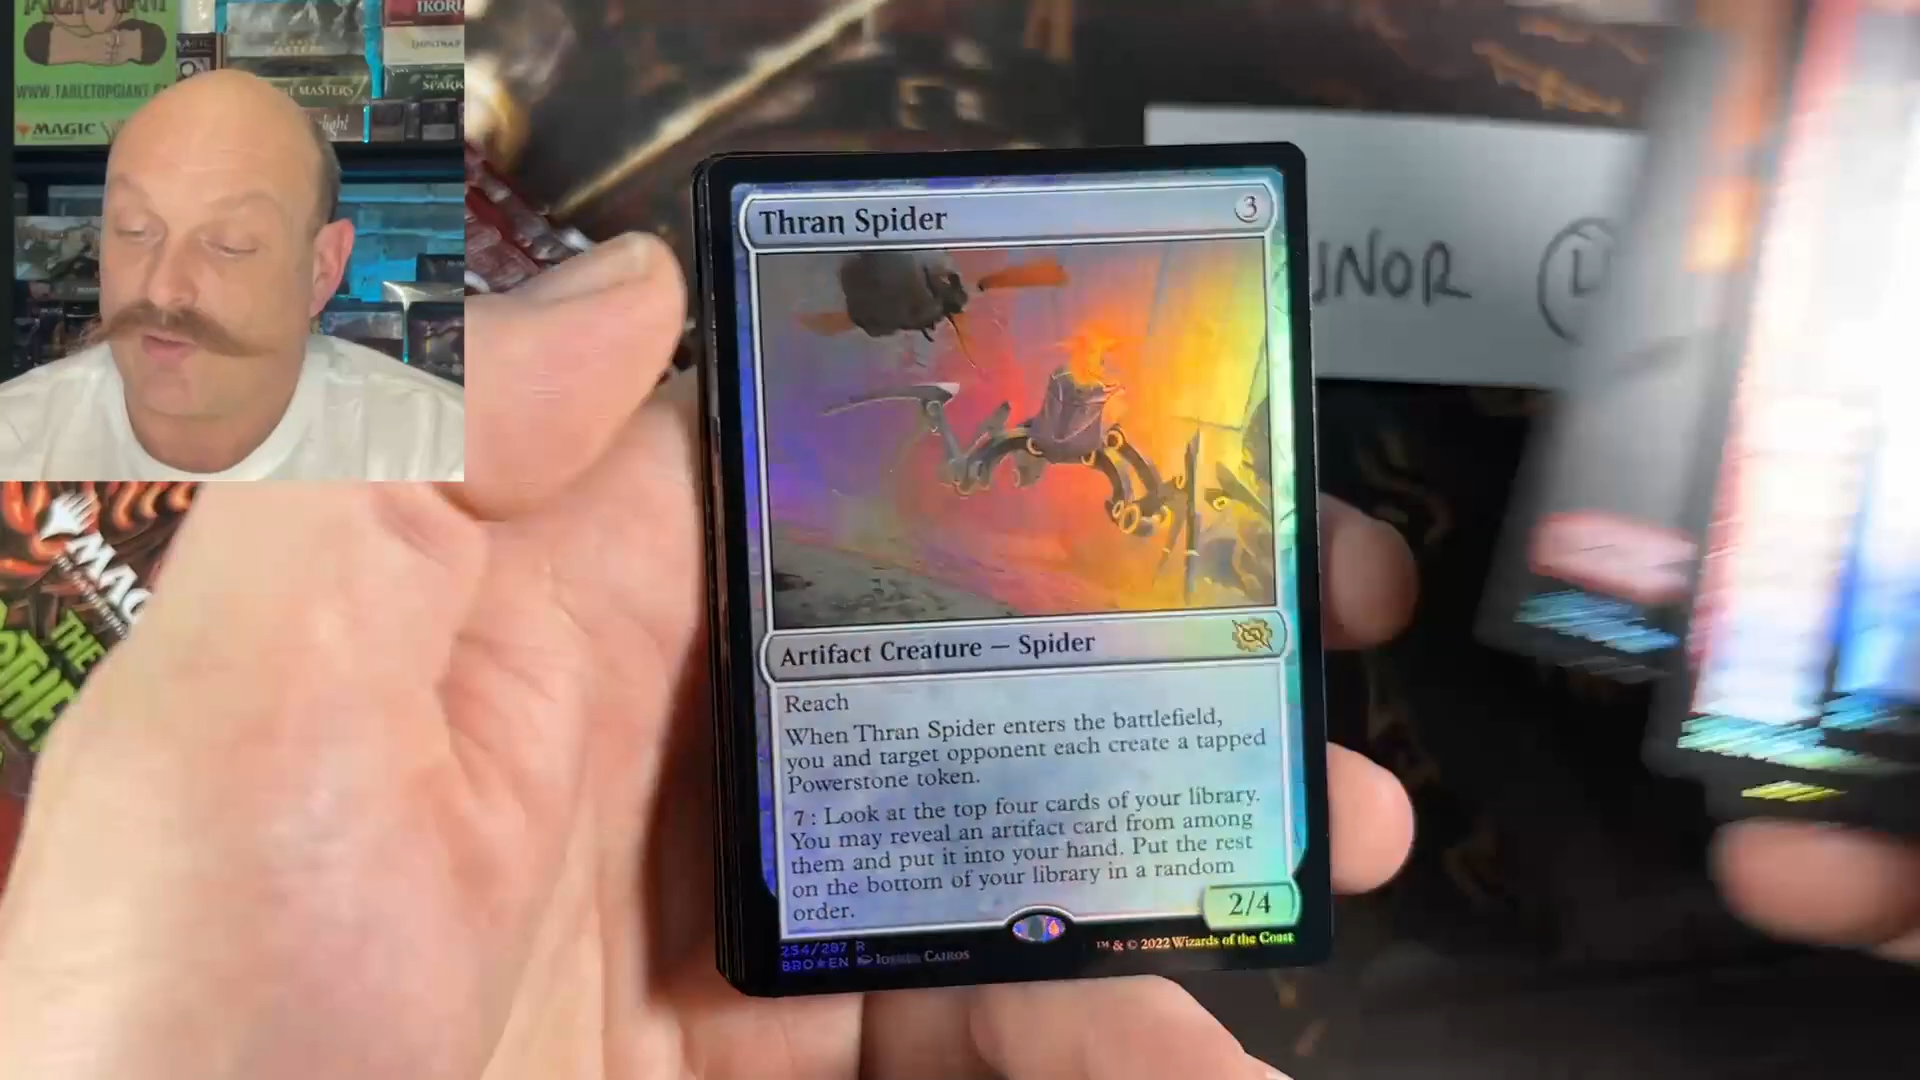 IKORIA
WWW.TABLETOPGIANT
MAGIC
MASTERS
SPARK
MAGIC
THE
Thran Spider
3
Artifact Creature — Spider
Reach
When Thran Spider enters the battlefield,
you and target opponent each create a tapped
Powerstone token.
7: Look at the top four cards of your library.
You may reveal an artifact card from among
them and put it into your hand. Put the rest
on the bottom of your library in a random
order.
2/4
254/287 R
BRO★EN
CAIROS
™ & © 2022 Wizards of the Coast